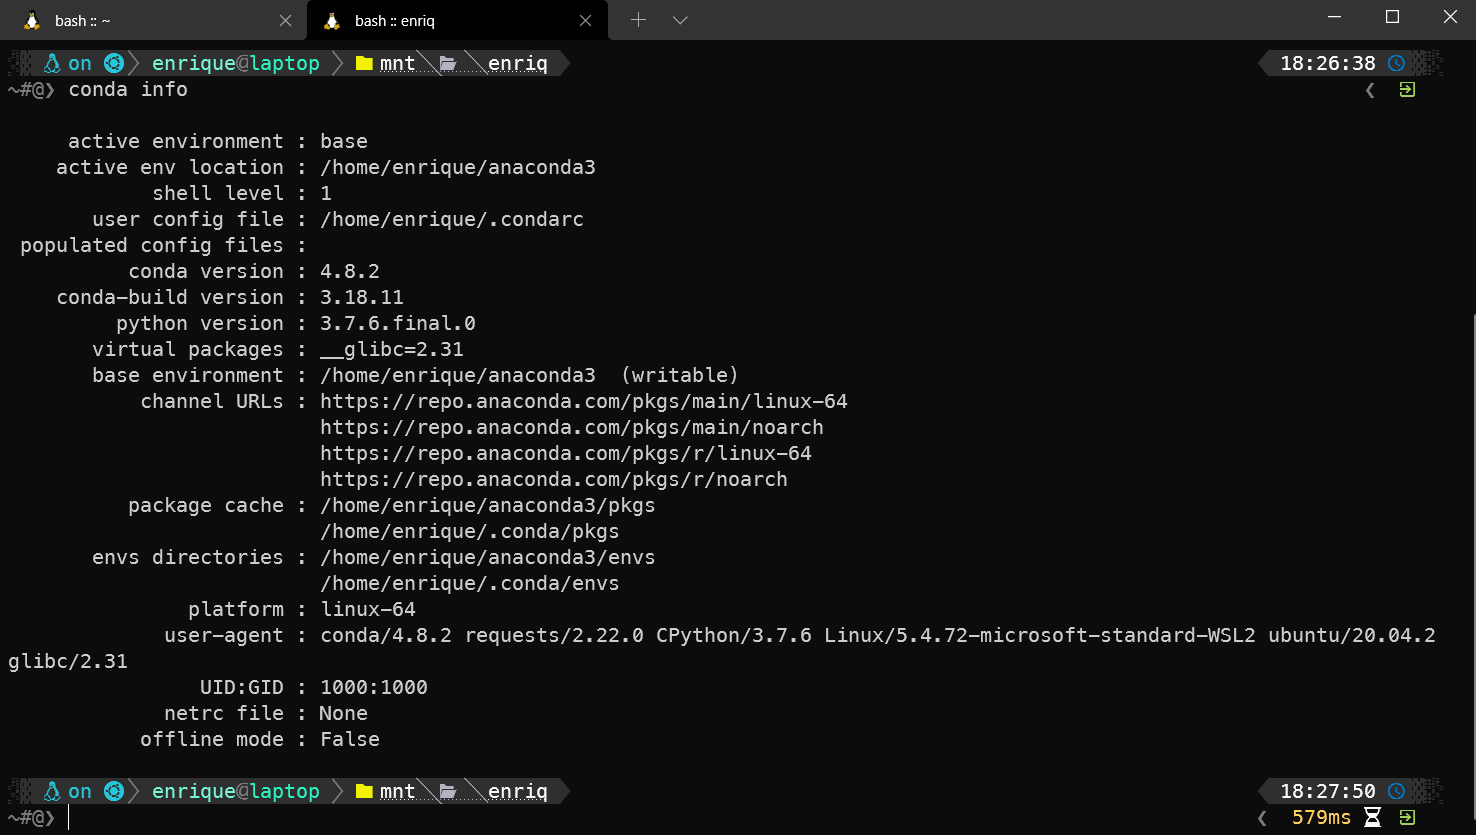 bash :: ~
bash :: enriq
on enrique@laptop mnt enriq 18:26:38
~#@❯ conda info ❮
active environment : base
active env location : /home/enrique/anaconda3
shell level : 1
user config file : /home/enrique/.condarc
populated config files :
conda version : 4.8.2
conda-build version : 3.18.11
python version : 3.7.6.final.0
virtual packages : __glibc=2.31
base environment : /home/enrique/anaconda3  (writable)
channel URLs : https://repo.anaconda.com/pkgs/main/linux-64
https://repo.anaconda.com/pkgs/main/noarch
https://repo.anaconda.com/pkgs/r/linux-64
https://repo.anaconda.com/pkgs/r/noarch
package cache : /home/enrique/anaconda3/pkgs
/home/enrique/.conda/pkgs
envs directories : /home/enrique/anaconda3/envs
/home/enrique/.conda/envs
platform : linux-64
user-agent : conda/4.8.2 requests/2.22.0 CPython/3.7.6 Linux/5.4.72-microsoft-standard-WSL2 ubuntu/20.04.2
glibc/2.31
UID:GID : 1000:1000
netrc file : None
offline mode : False
on enrique@laptop mnt enriq 18:27:50
~#@❯ ❮ 579ms